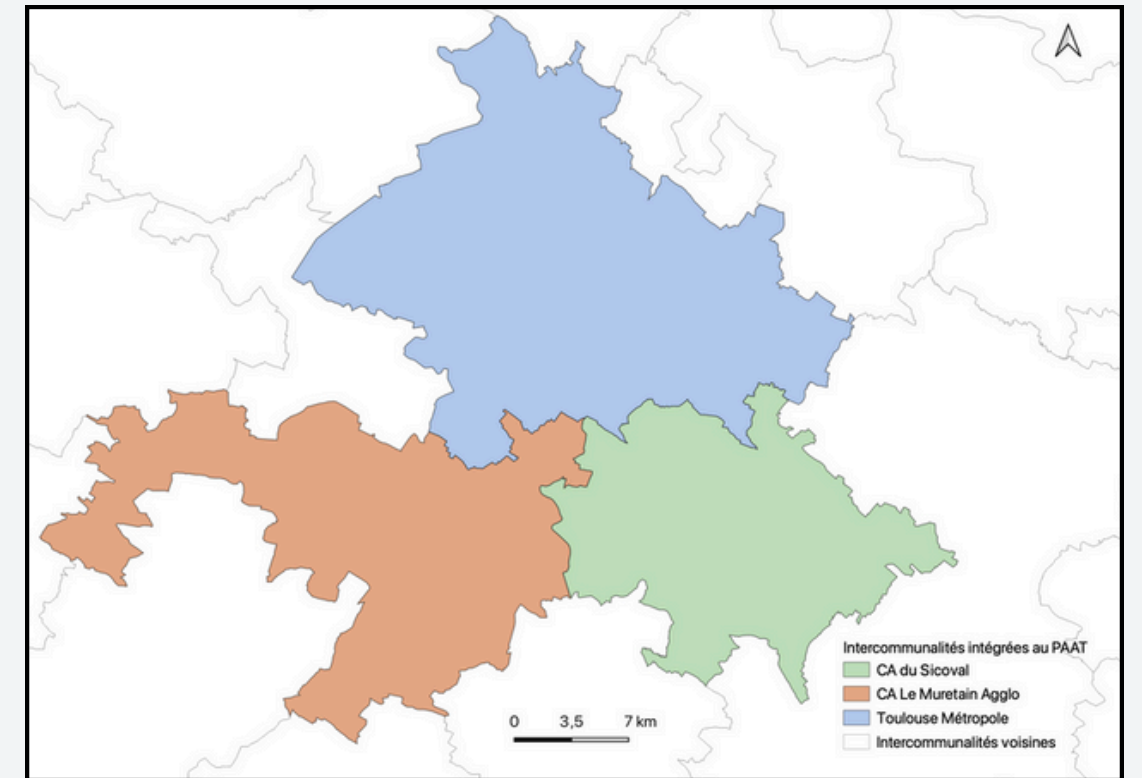 Intercommunalités intégrées au PAAT
CA du Sicoval
CA Le Muretain Agglo
Toulouse Métropole
Intercommunalités voisines
0 3,5 7 km